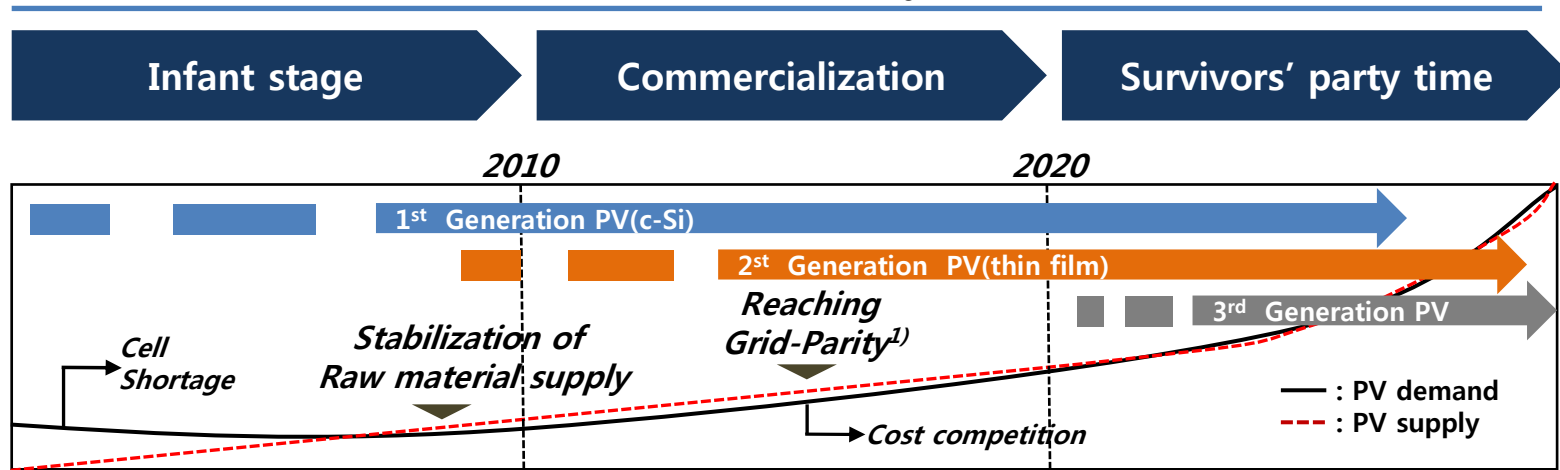 Infant stage
Commercialization
Survivors' party time
2010
2020
1st Generation PV(c-Si)
2st Generation PV(thin film)
3rd Generation PV
Reaching
Grid-Parity1)
Stabilization of
Raw material supply
Cell
Shortage
Cost competition
: PV demand
: PV supply